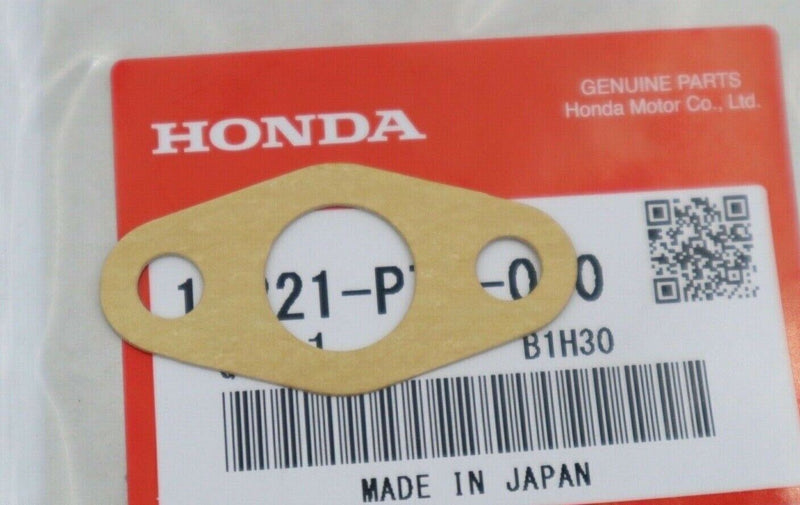 GENUINE PARTS
HONDA
Honda Motor Co., Ltd.
B1H30
MADE IN JAPAN